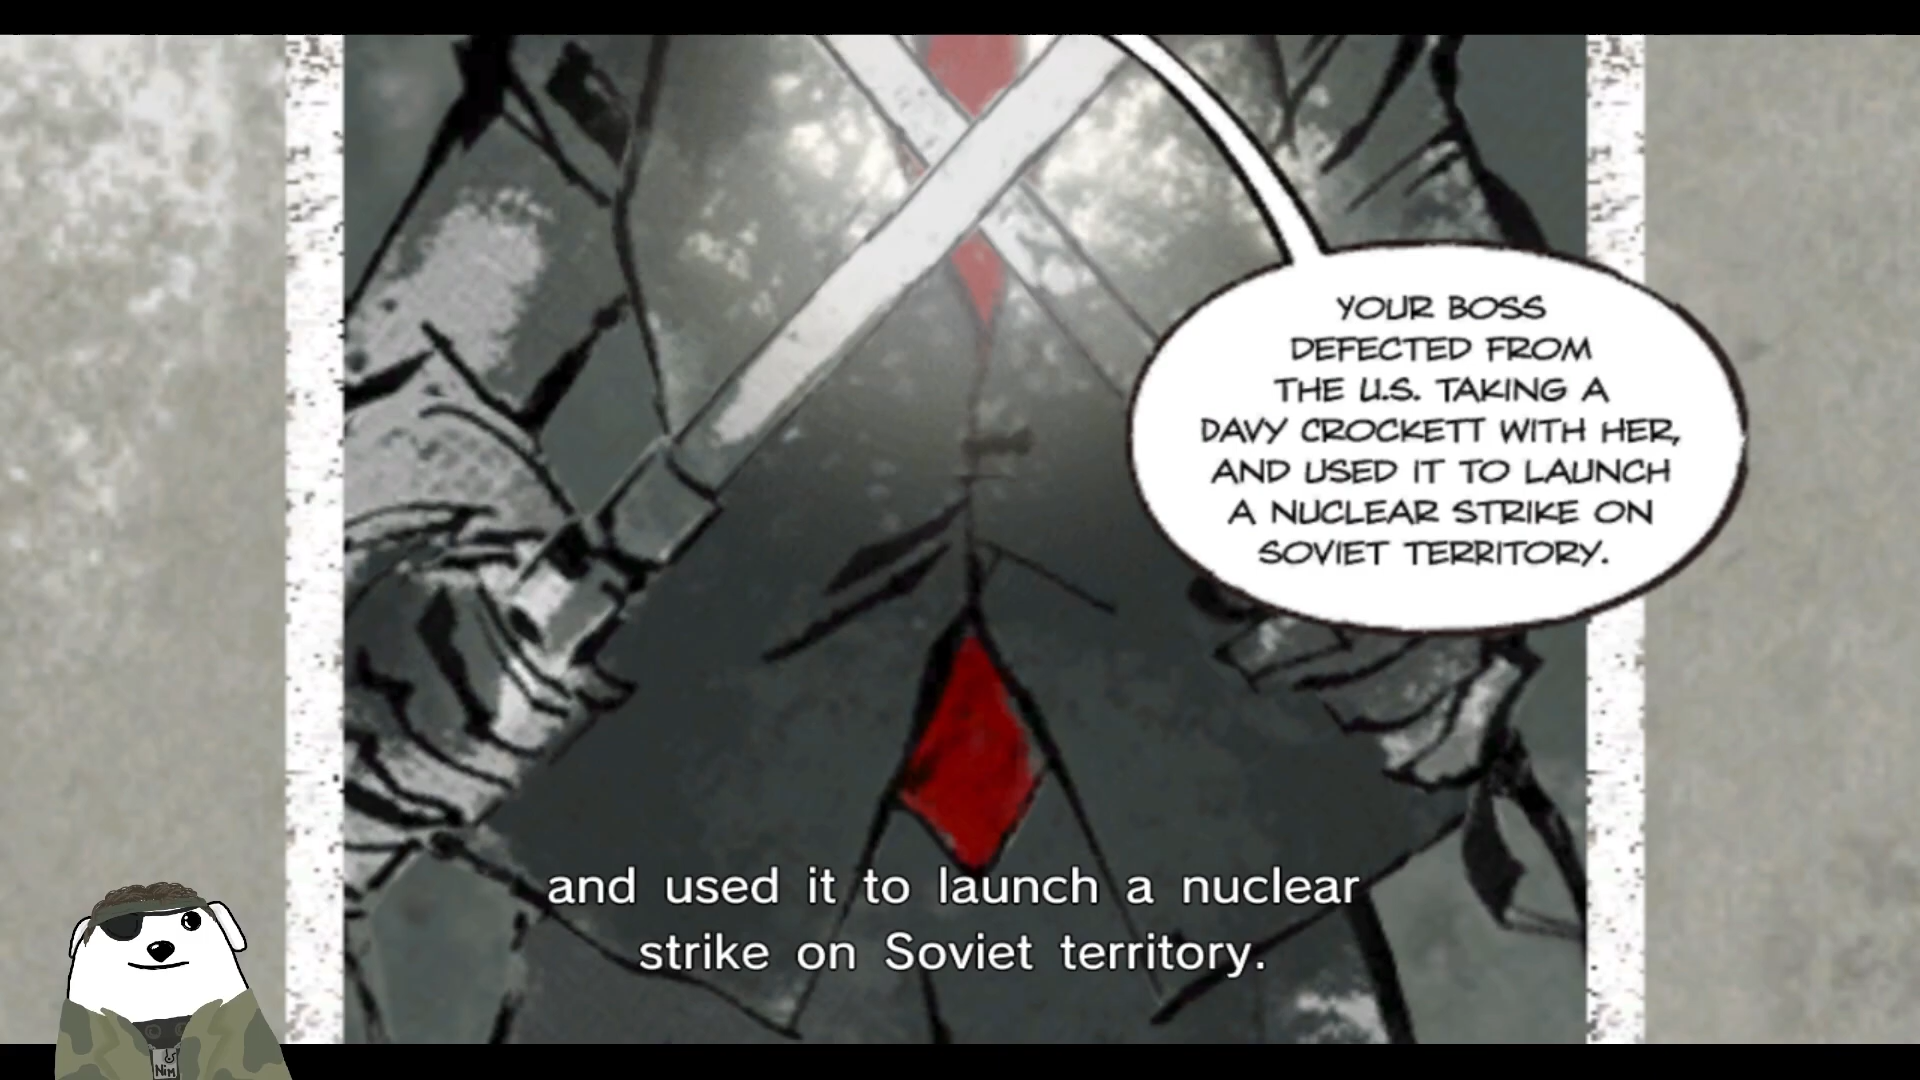 YOUR BOSS
DEFECTED FROM
THE U.S. TAKING A
DAVY CROCKETT WITH HER,
AND USED IT TO LAUNCH
A NUCLEAR STRIKE ON
SOVIET TERRITORY.
and used it to launch a nuclear
strike on Soviet territory.
Nim